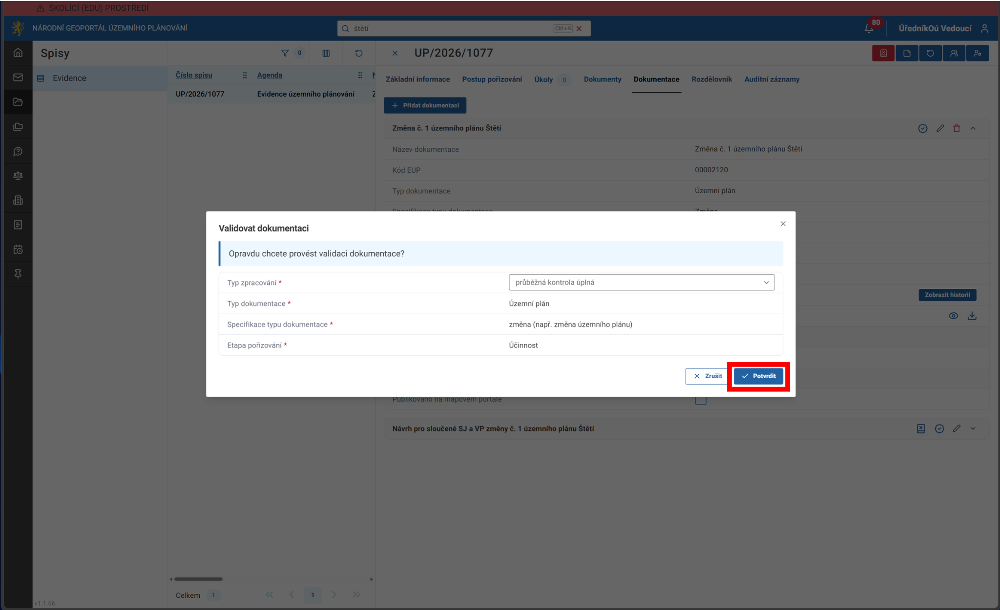 ŠKOLÍCÍ (EDU) PROSTŘEDÍ
NÁRODNÍ GEOPORTÁL ÚZEMNÍHO PLÁNOVÁNÍ
štětí
Ctrl+K
80
ÚředníkOú Vedoucí
Spisy
0
UP/2026/1077
Evidence
Číslo spisu
Agenda
N
UP/2026/1077
Evidence územního plánování
Z
Základní informace
Postup pořizování
Úkoly 0
Dokumenty
Dokumentace
Rozdělovník
Auditní záznamy
Přidat dokumentaci
Změna č. 1 územního plánu Štětí
Název dokumentace
Změna č. 1 územního plánu Štětí
Kód EUP
00002120
Typ dokumentace
Územní plán
Specifikace typu dokumentace
Změna
Validovat dokumentaci
Opravdu chcete provést validaci dokumentace?
Typ zpracování *
průběžná kontrola úplná
Typ dokumentace *
Územní plán
Specifikace typu dokumentace *
změna (např. změna územního plánu)
Etapa pořizování *
Účinnost
Zrušit
Potvrdit
Zobrazit historii
Publikováno na mapovém portále
Návrh pro sloučené SJ a VP změny č. 1 územního plánu Štětí
Celkem 1
1
v1.1.66